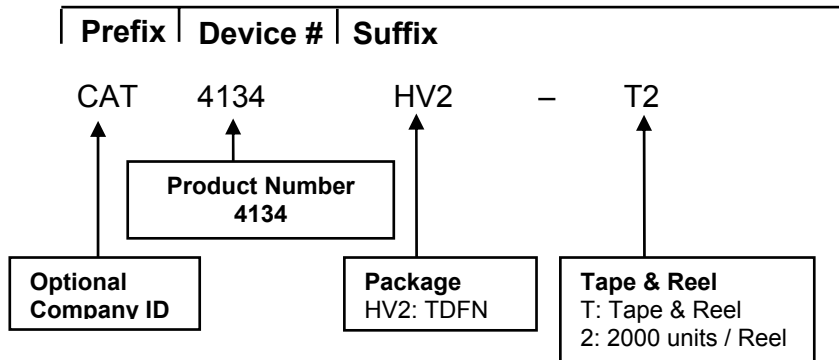 Prefix Device # Suffix
CAT 4134 HV2 – T2
Product Number
4134
Optional
Company ID
Package
HV2: TDFN
Tape & Reel
T: Tape & Reel
2: 2000 units / Reel